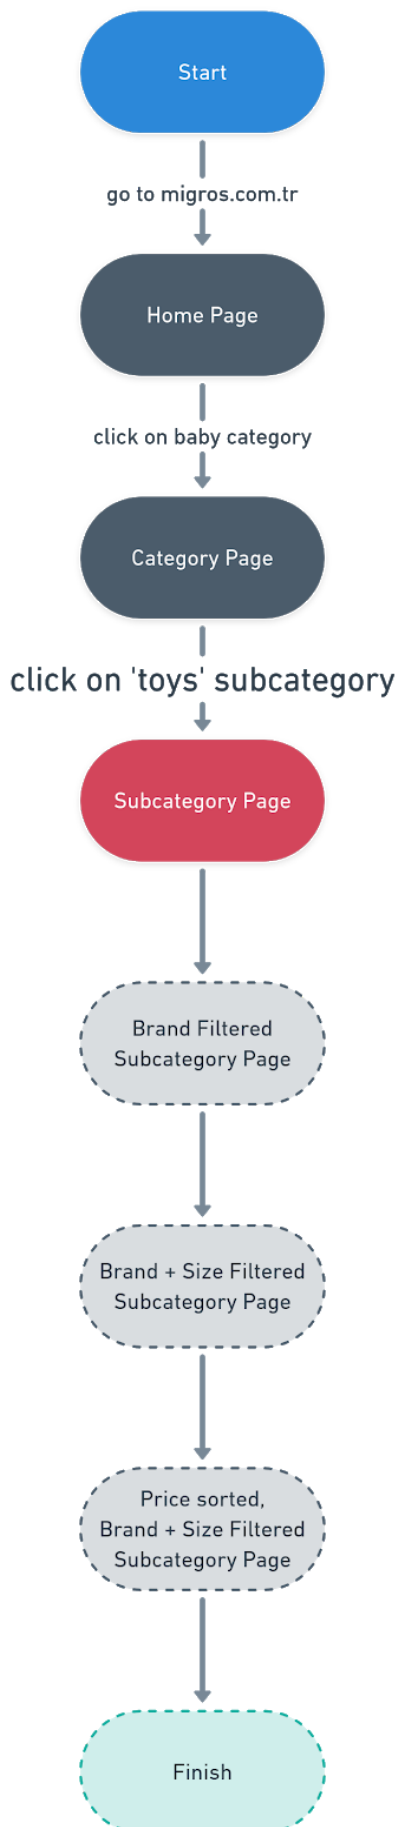 Start
go to migros.com.tr
Home Page
click on baby category
Category Page
click on 'toys' subcategory
Subcategory Page
Brand Filtered
Subcategory Page
Brand + Size Filtered
Subcategory Page
Price sorted,
Brand + Size Filtered
Subcategory Page
Finish